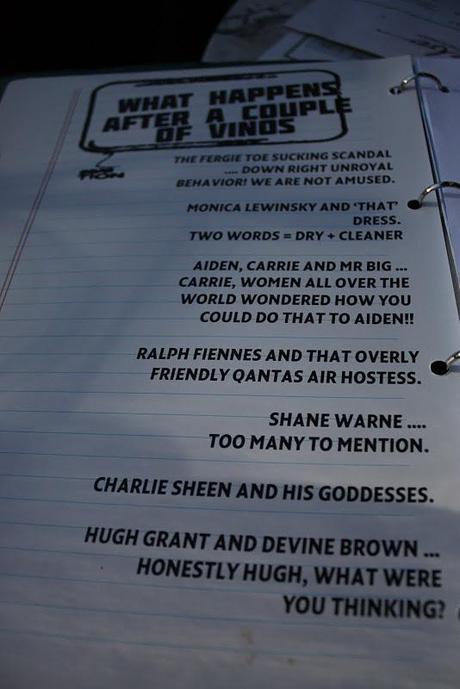 WHAT HAPPENS
AFTER A COUPLE
OF VINOS
THE FERGIE TOE SUCKING SCANDAL
.... DOWN RIGHT UNROYAL
BEHAVIOR! WE ARE NOT AMUSED.
MONICA LEWINSKY AND ‘THAT’
DRESS.
TWO WORDS = DRY + CLEANER
AIDEN, CARRIE AND MR BIG ...
CARRIE, WOMEN ALL OVER THE
WORLD WONDERED HOW YOU
COULD DO THAT TO AIDEN!!
RALPH FIENNES AND THAT OVERLY
FRIENDLY QANTAS AIR HOSTESS.
SHANE WARNE ....
TOO MANY TO MENTION.
CHARLIE SHEEN AND HIS GODDESSES.
HUGH GRANT AND DEVINE BROWN ...
HONESTLY HUGH, WHAT WERE
YOU THINKING?